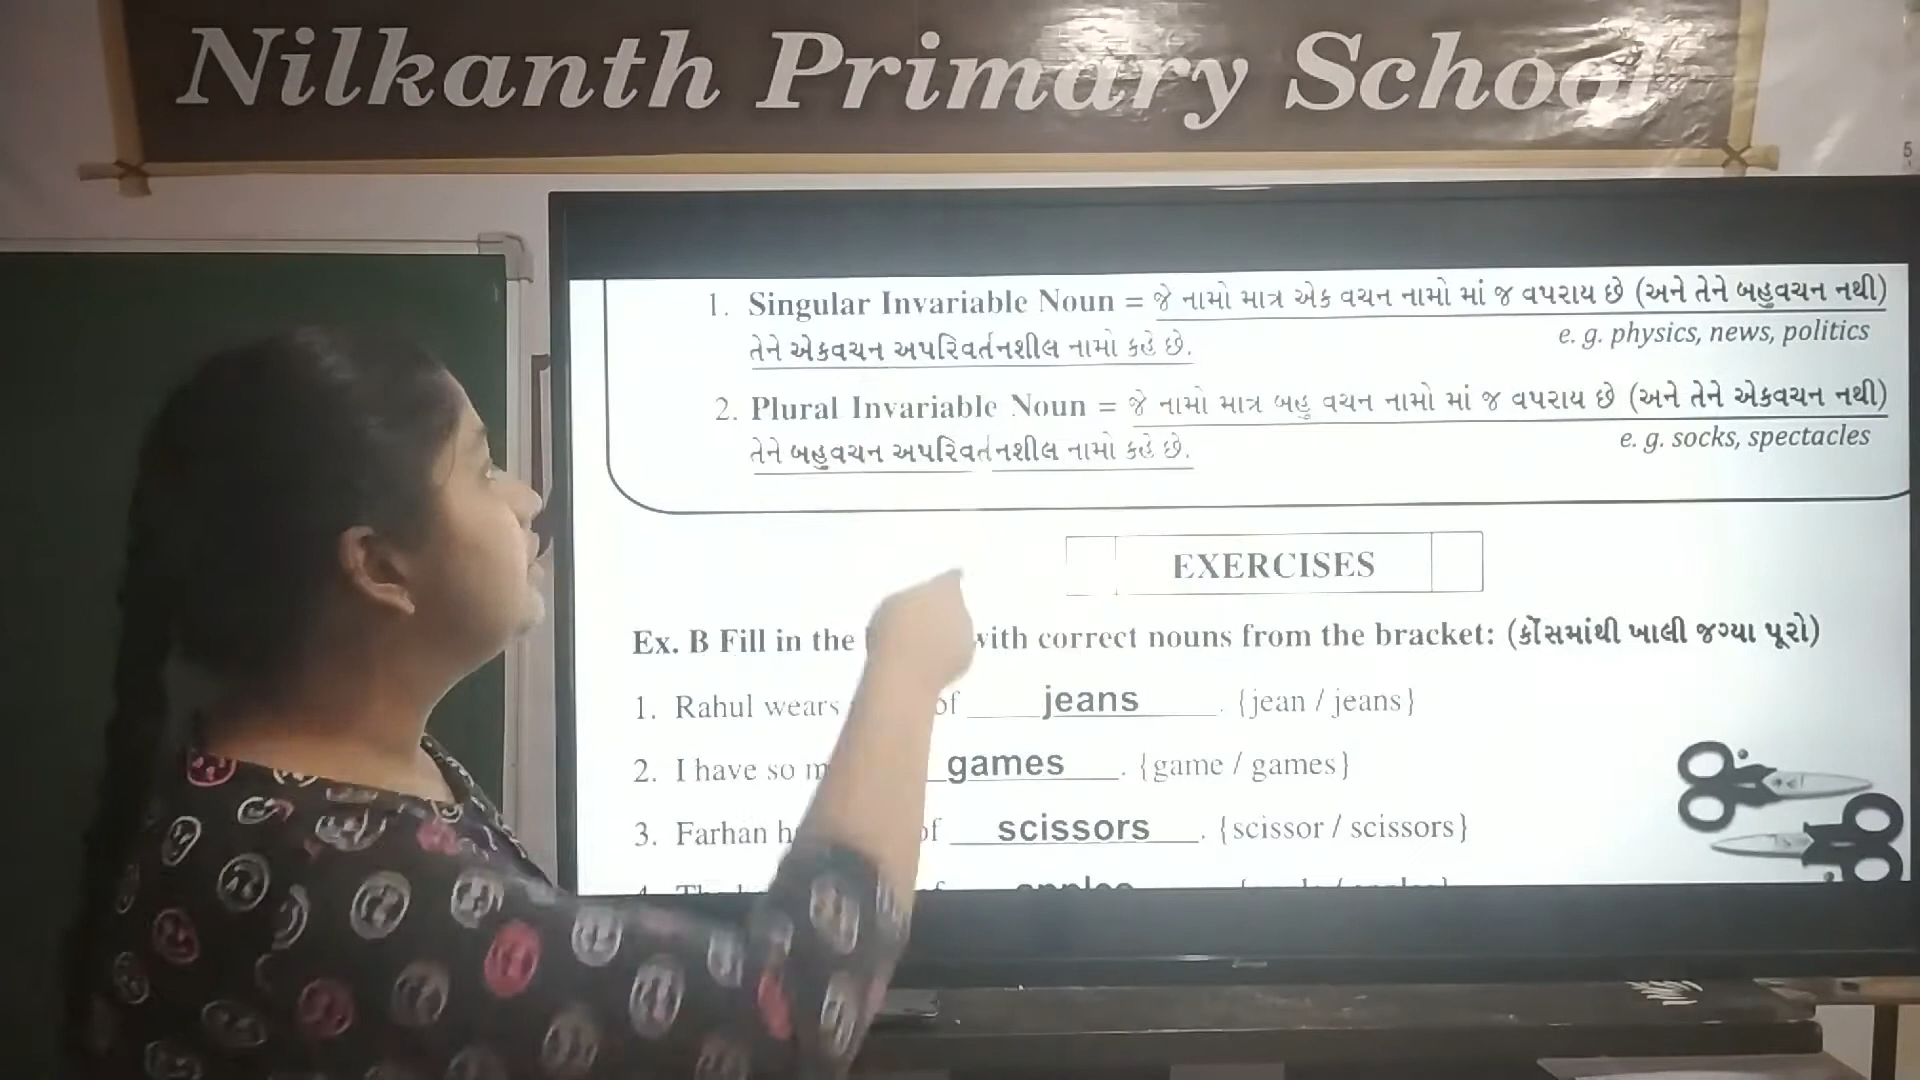 Nilkanth Primary School
5
1. Singular Invariable Noun = જે નામો માત્ર એક વચન નામો માં જ વપરાય છે (અને તેને બહુવચન નથી)
તેને એકવચન અપરિવર્તનશીલ નામો કહે છે. e. g. physics, news, politics
2. Plural Invariable Noun = જે નામો માત્ર બહુ વચન નામો માં જ વપરાય છે (અને તેને એકવચન નથી)
તેને બહુવચન અપરિવર્તનશીલ નામો કહે છે. e. g. socks, spectacles
EXERCISES
Ex. B Fill in the with correct nouns from the bracket: (કૌંસમાંથી ખાલી જગ્યા પૂરો)
1. Rahul wears of jeans. {jean / jeans}
2. I have so games. {game / games}
3. Farhan of scissors. {scissor / scissors}